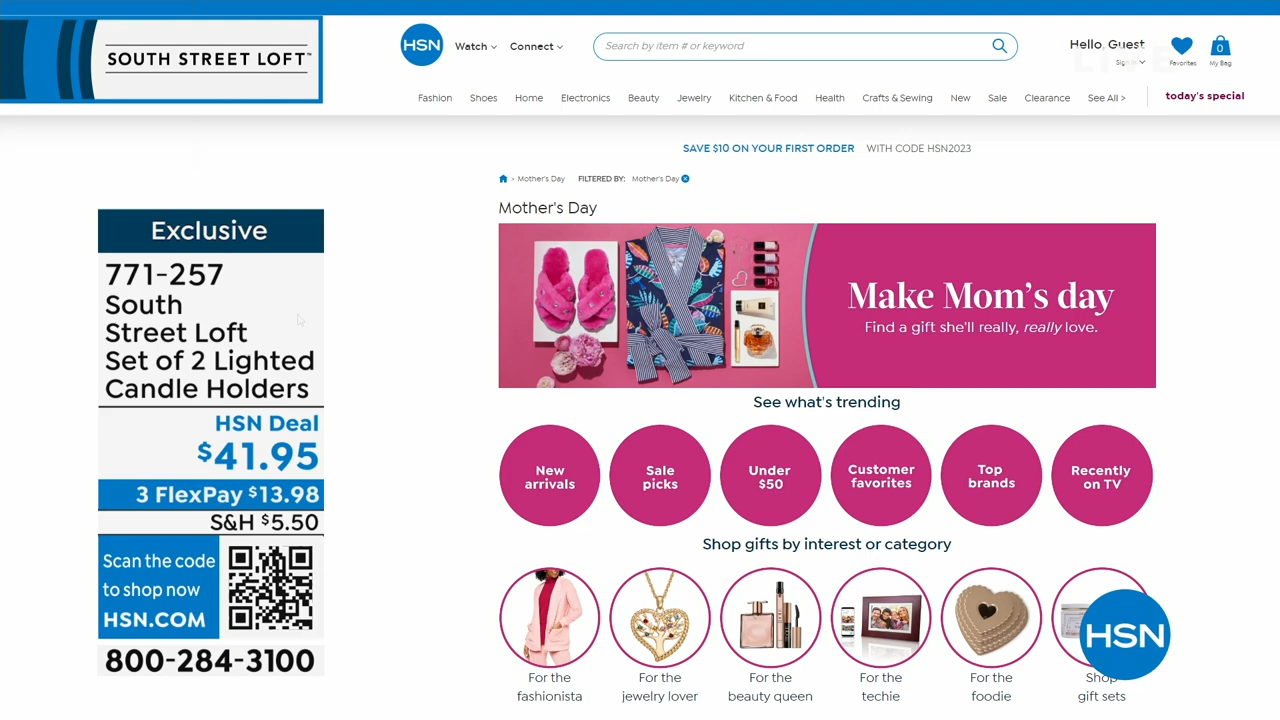 SOUTH STREET LOFT™
HSN
Watch
Connect
Search by item # or keyword
Hello, Guest
Sign in
Favorites
0
My Bag
LIVE
Fashion
Shoes
Home
Electronics
Beauty
Jewelry
Kitchen & Food
Health
Crafts & Sewing
New
Sale
Clearance
See All >
today's special
SAVE $10 ON YOUR FIRST ORDER WITH CODE HSN2023
> Mother's Day FILTERED BY: Mother's Day
Mother's Day
Make Mom's day
Find a gift she'll really, really love.
See what's trending
New
arrivals
Sale
picks
Under
$50
Customer
favorites
Top
brands
Recently
on TV
Shop gifts by interest or category
For the
fashionista
For the
jewelry lover
For the
beauty queen
For the
techie
For the
foodie
Shop
gift sets
HSN
Exclusive
771-257
South
Street Loft
Set of 2 Lighted
Candle Holders
HSN Deal
$41.95
3 FlexPay $13.98
S&H $5.50
Scan the code
to shop now
HSN.COM
800-284-3100